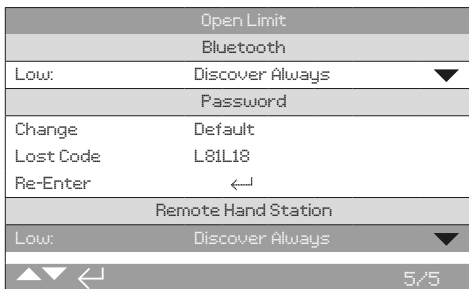 Open Limit
Bluetooth
Low: Discover Always
Password
Change Default
Lost Code L81L18
Re-Enter
Remote Hand Station
Low: Discover Always
5/5